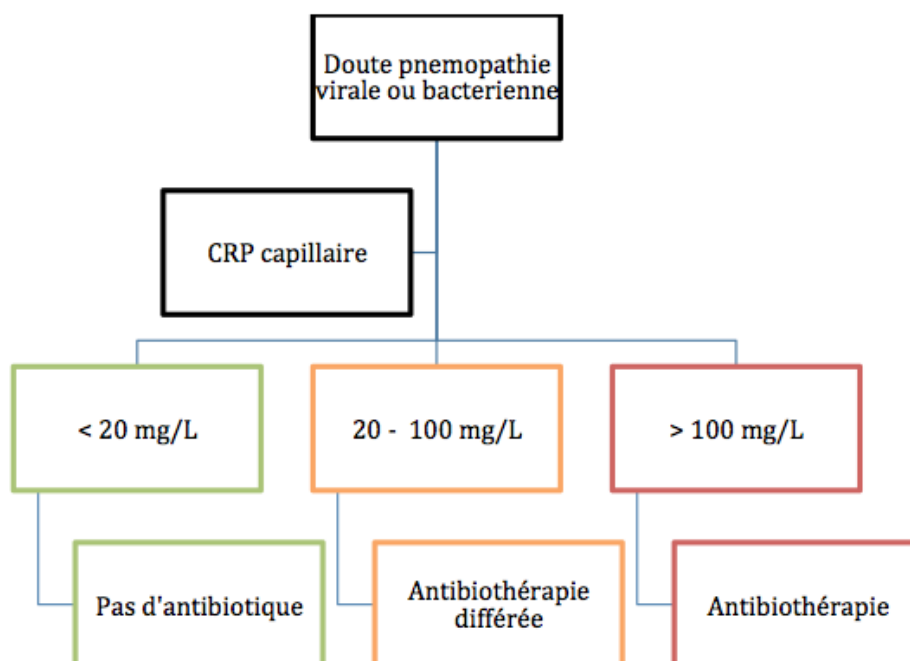 Doute pnemopathie
virale ou bacterienne
CRP capillaire
< 20 mg/L
20 - 100 mg/L
> 100 mg/L
Pas d'antibiotique
Antibiothérapie
différée
Antibiothérapie